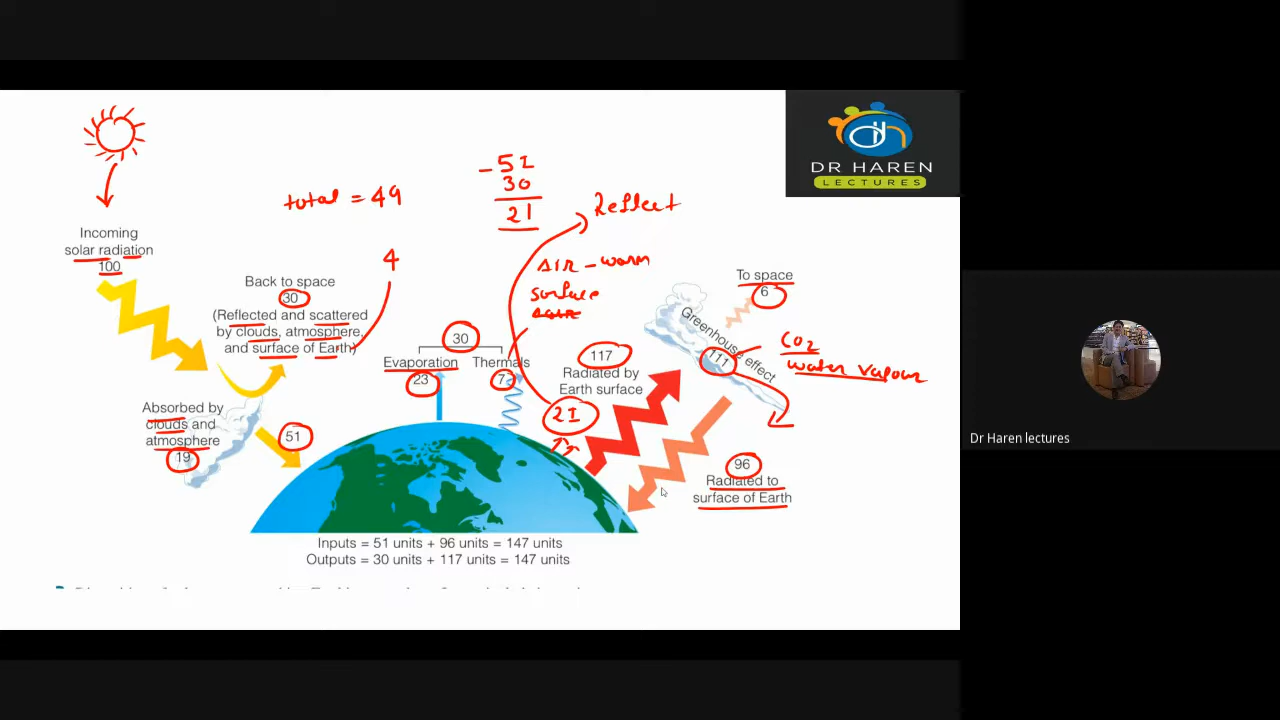 DR HAREN
LECTURES
total = 49
- 51
30
21
Reflect
AIR - warm
surface
4
Incoming
solar radiation
100
Back to space
30
(Reflected and scattered
by clouds, atmosphere,
and surface of Earth)
Absorbed by
clouds and
atmosphere
19
51
30
Evaporation
Thermals
23
7
117
Radiated by
Earth surface
21
To space
6
Greenhouse effect
111
CO2
water vapour
96
Radiated to
surface of Earth
Inputs = 51 units + 96 units = 147 units
Outputs = 30 units + 117 units = 147 units
Dr Haren lectures